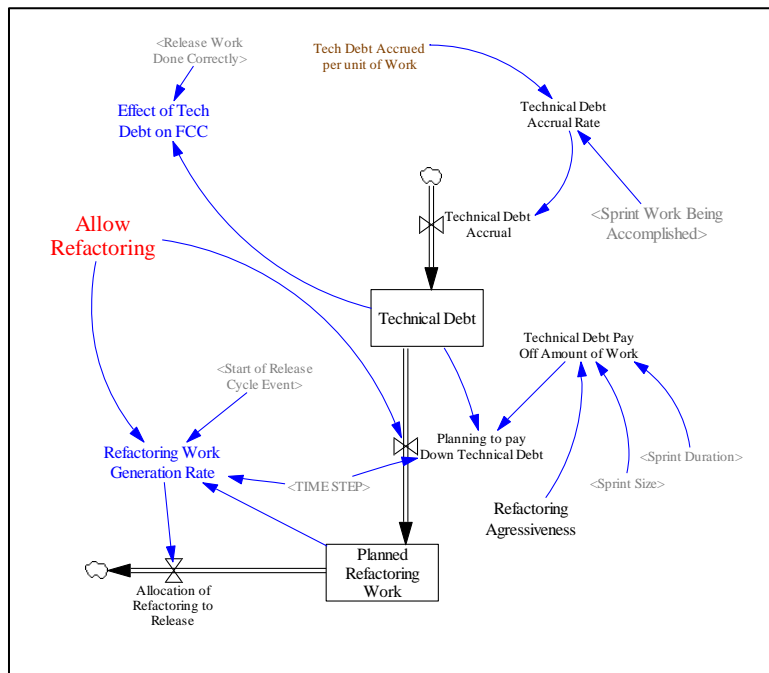 <Release Work
Done Correctly>
Tech Debt Accrued
per unit of Work
Effect of Tech
Debt on FCC
Technical Debt
Accrual Rate
Allow
Refactoring
Technical Debt
Accrual
<Sprint Work Being
Accomplished>
Technical Debt
Technical Debt Pay
Off Amount of Work
<Start of Release
Cycle Event>
Refactoring Work
Generation Rate
Planning to pay
Down Technical Debt
<Sprint Duration>
<TIME STEP>
<Sprint Size>
Refactoring
Agressiveness
Planned
Refactoring
Work
Allocation of
Refactoring to
Release